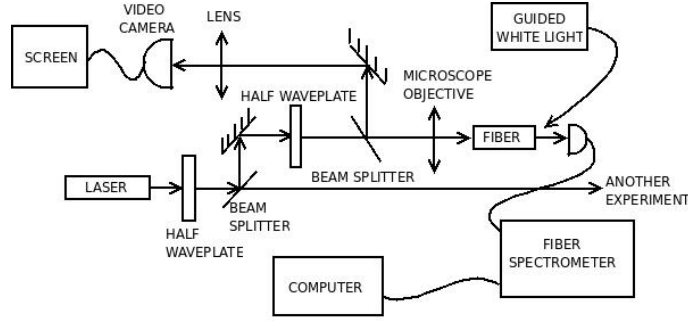 VIDEO
CAMERA
LENS
GUIDED
WHITE LIGHT
SCREEN
MICROSCOPE
OBJECTIVE
HALF WAVEPLATE
FIBER
BEAM SPLITTER
LASER
ANOTHER
EXPERIMENT
BEAM
SPLITTER
HALF
WAVEPLATE
FIBER
SPECTROMETER
COMPUTER